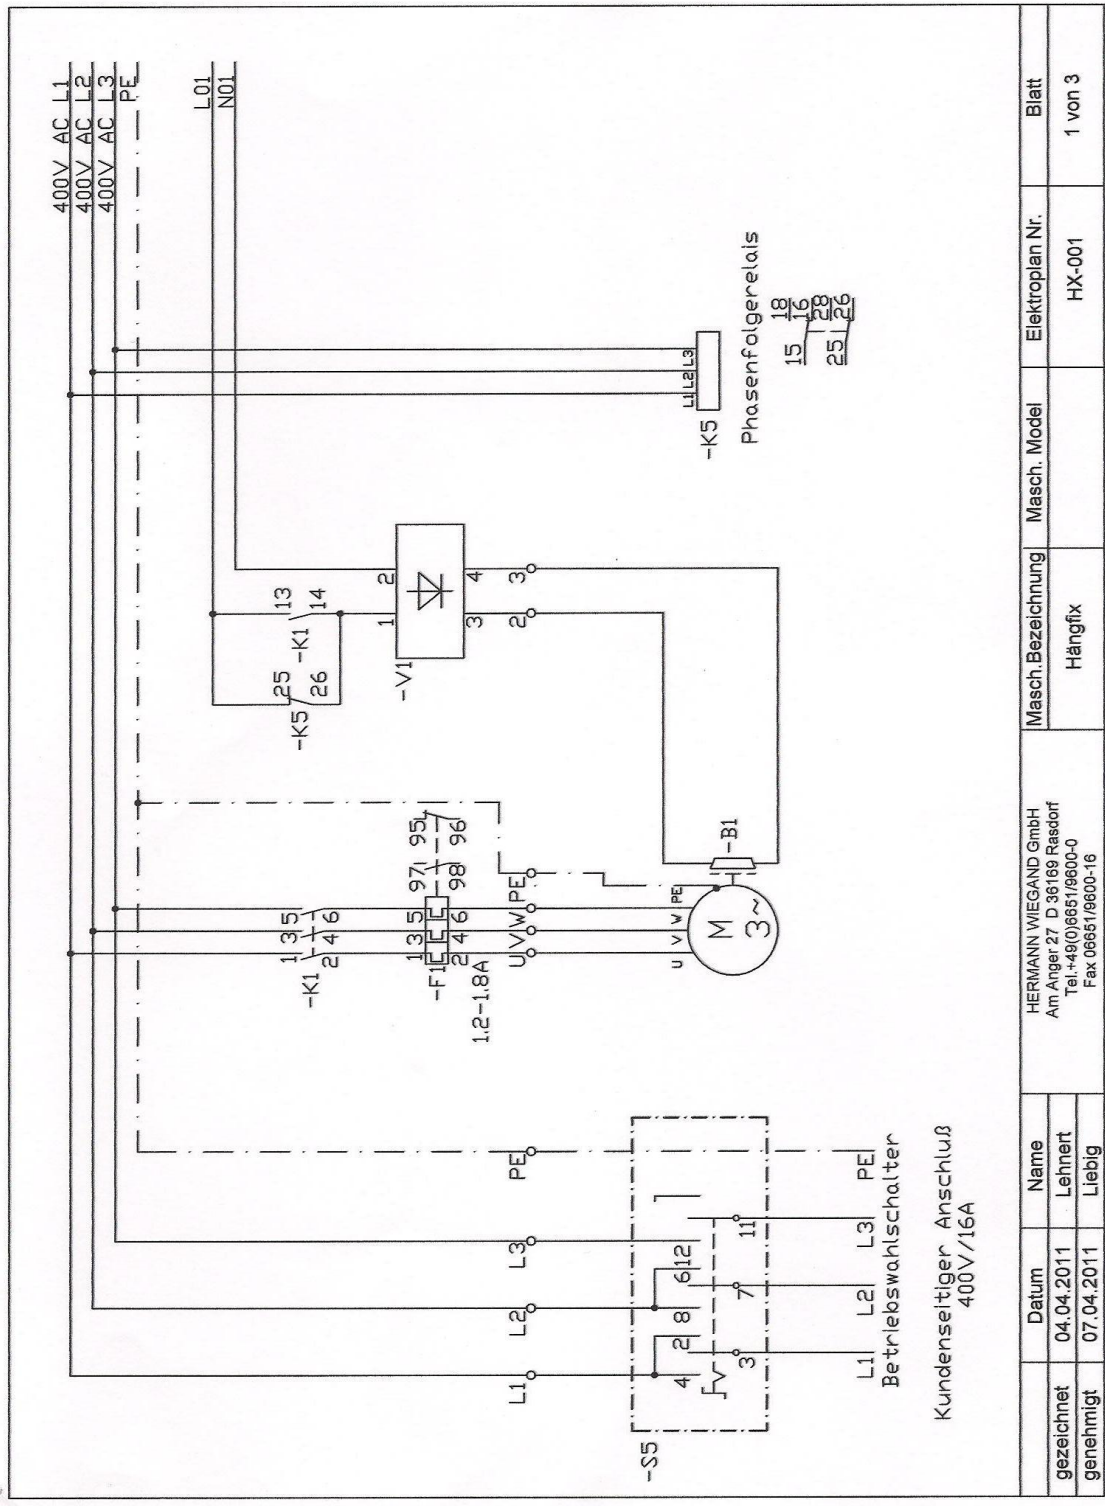 400V AC L1
400V AC L2
400V AC L3
PE
L01
N01
-K5
25
26
-K1
13
14
-K1
1 3 5
2 4 6
-F1
1 3 5
2 4 6
97 95
98 96
1.2-1.8A
U V W PE
U V W PE
M
3~
-B1
-V1
1 2
3 4
2 3
-K5
L1 L2 L3
Phasenfolgerelais
15 18
16
25 28
26
L1 L2 L3 PE
-S5
4 2 8 6 12
3 7 11
L1 L2 L3 PE
Betriebswahlschalter
Kundenseitiger Anschluß
400V/16A
Datum Name
gezeichnet 04.04.2011 Lehnert
genehmigt 07.04.2011 Liebig
HERMANN WIEGAND GmbH
Am Anger 27 D 36169 Rasdorf
Tel.+49(0)6651/9600-0
Fax 06651/9600-16
Masch.Bezeichnung Masch. Model Elektroplan Nr. Blatt
Hängfix HX-001 1 von 3